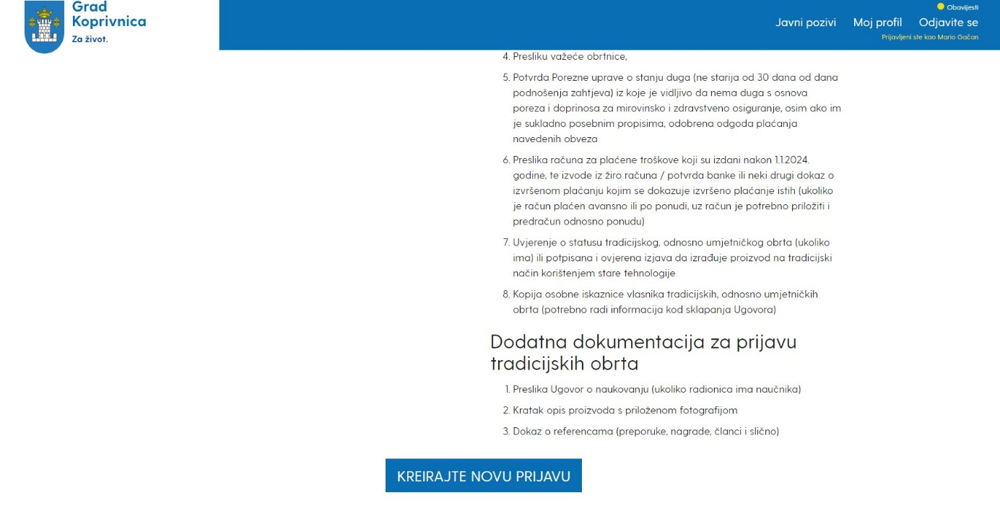 Grad
Koprivnica
Za život.
Obavijesti
Javni pozivi Moj profil Odjavite se
Prijavljeni ste kao Mario Gačan
4. Presliku važeće obrtnice,
5. Potvrda Porezne uprave o stanju duga (ne starija od 30 dana od dana
podnošenja zahtjeva) iz koje je vidljivo da nema duga s osnova
poreza i doprinosa za mirovinsko i zdravstveno osiguranje, osim ako im
je sukladno posebnim propisima, odobrena odgoda plaćanja
navedenih obveza
6. Preslika računa za plaćene troškove koji su izdani nakon 1.1.2024.
godine, te izvode iz žiro računa / potvrda banke ili neki drugi dokaz o
izvršenom plaćanju kojim se dokazuje izvršeno plaćanje istih (ukoliko
je račun plaćen avansno ili po ponudi, uz račun je potrebno priložiti i
predračun odnosno ponudu)
7. Uvjerenje o statusu tradicijskog, odnosno umjetničkog obrta (ukoliko
ima) ili potpisana i ovjerena izjava da izrađuje proizvod na tradicijski
način korištenjem stare tehnologije
8. Kopija osobne iskaznice vlasnika tradicijskih, odnosno umjetničkih
obrta (potrebno radi informacija kod sklapanja Ugovora)
Dodatna dokumentacija za prijavu
tradicijskih obrta
1. Preslika Ugovor o naukovanju (ukoliko radionica ima naučnika)
2. Kratak opis proizvoda s priloženom fotografijom
3. Dokaz o referencama (preporuke, nagrade, članci i slično)
KREIRAJTE NOVU PRIJAVU